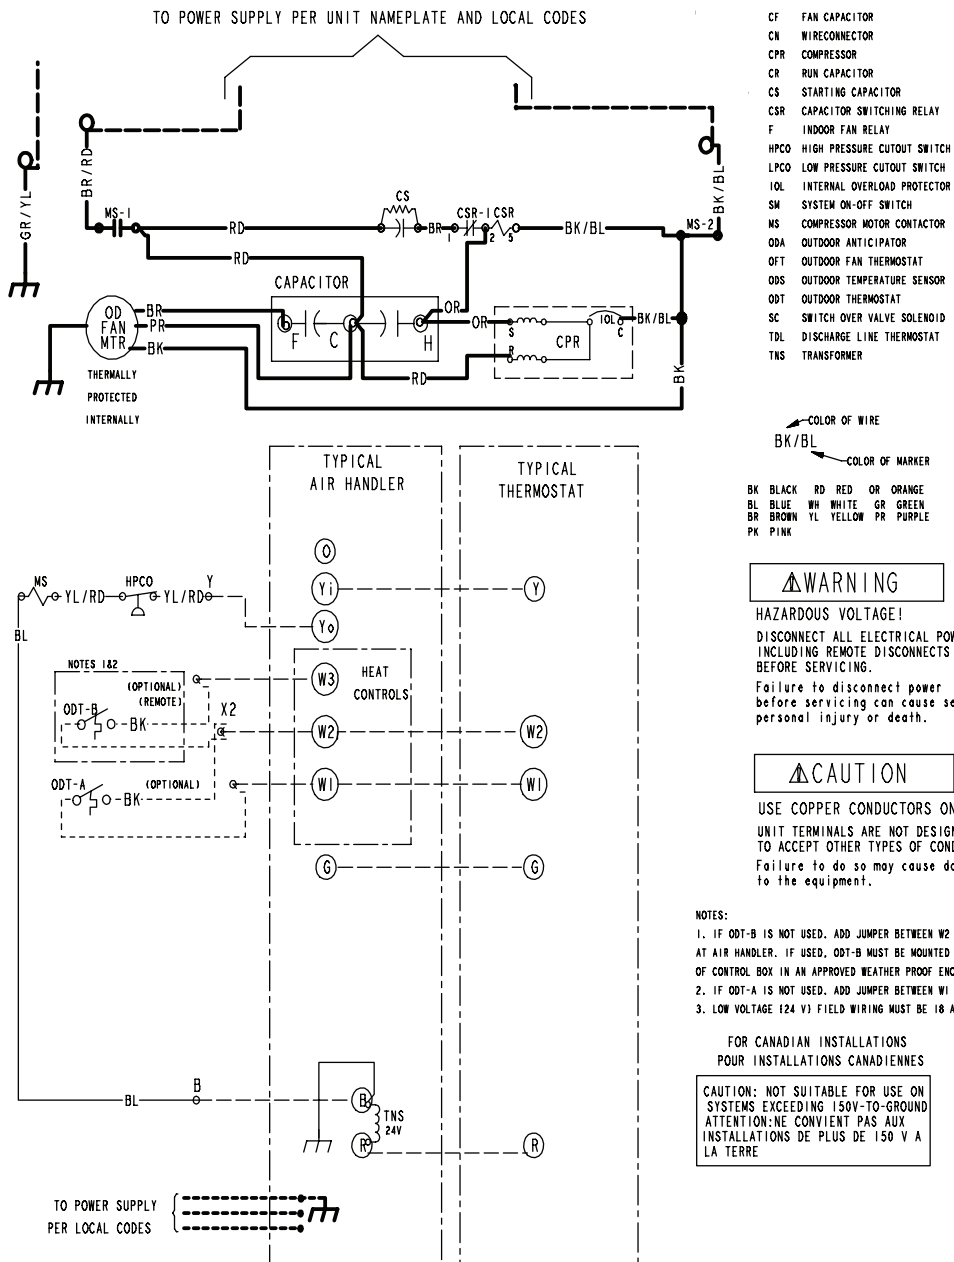 TO POWER SUPPLY PER UNIT NAMEPLATE AND LOCAL CODES
CF FAN CAPACITOR
CN WIRECONNECTOR
CPR COMPRESSOR
CR RUN CAPACITOR
CS STARTING CAPACITOR
CSR CAPACITOR SWITCHING RELAY
F INDOOR FAN RELAY
HPCO HIGH PRESSURE CUTOUT SWITCH
LPCO LOW PRESSURE CUTOUT SWITCH
IOL INTERNAL OVERLOAD PROTECTOR
SM SYSTEM ON-OFF SWITCH
MS COMPRESSOR MOTOR CONTACTOR
ODA OUTDOOR ANTICIPATOR
OFT OUTDOOR FAN THERMOSTAT
ODS OUTDOOR TEMPERATURE SENSOR
ODT OUTDOOR THERMOSTAT
SC SWITCH OVER VALVE SOLENOID
TDL DISCHARGE LINE THERMOSTAT
TNS TRANSFORMER
GR/YL
BR/RD
BK/BL
MS-1
RD
CS
BR
1
CSR-1
CSR
2
5
BK/BL
MS-2
RD
CAPACITOR
OR
F
C
H
OR
S
R
IOL
C
CPR
BK/BL
BK
RD
OD
FAN
MTR
BR
PR
BK
THERMALLY
PROTECTED
INTERNALLY
COLOR OF WIRE
BK/BL
COLOR OF MARKER
BK BLACK RD RED OR ORANGE
BL BLUE WH WHITE GR GREEN
BR BROWN YL YELLOW PR PURPLE
PK PINK
TYPICAL
AIR HANDLER
TYPICAL
THERMOSTAT
O
MS
YL/RD
HPCO
YL/RD
Y
Yi
Y
Yo
BL
NOTES 1&2
(OPTIONAL)
(REMOTE)
ODT-B
BK
X2
W3
HEAT
CONTROLS
W2
W2
ODT-A
(OPTIONAL)
BK
W1
W1
G
G
WARNING
HAZARDOUS VOLTAGE!
DISCONNECT ALL ELECTRICAL POW
INCLUDING REMOTE DISCONNECTS
BEFORE SERVICING.
Failure to disconnect power
before servicing can cause se
personal injury or death.
CAUTION
USE COPPER CONDUCTORS ON
UNIT TERMINALS ARE NOT DESIGN
TO ACCEPT OTHER TYPES OF COND
Failure to do so may cause da
to the equipment.
NOTES:
1. IF ODT-B IS NOT USED, ADD JUMPER BETWEEN W2
AT AIR HANDLER. IF USED, ODT-B MUST BE MOUNTED
OF CONTROL BOX IN AN APPROVED WEATHER PROOF ENC
2. IF ODT-A IS NOT USED, ADD JUMPER BETWEEN W1
3. LOW VOLTAGE (24 V) FIELD WIRING MUST BE 18 A
FOR CANADIAN INSTALLATIONS
POUR INSTALLATIONS CANADIENNES
CAUTION: NOT SUITABLE FOR USE ON
SYSTEMS EXCEEDING 150V-TO-GROUND
ATTENTION:NE CONVIENT PAS AUX
INSTALLATIONS DE PLUS DE 150 V A
LA TERRE
BL
B
B
TNS
24V
R
R
TO POWER SUPPLY
PER LOCAL CODES